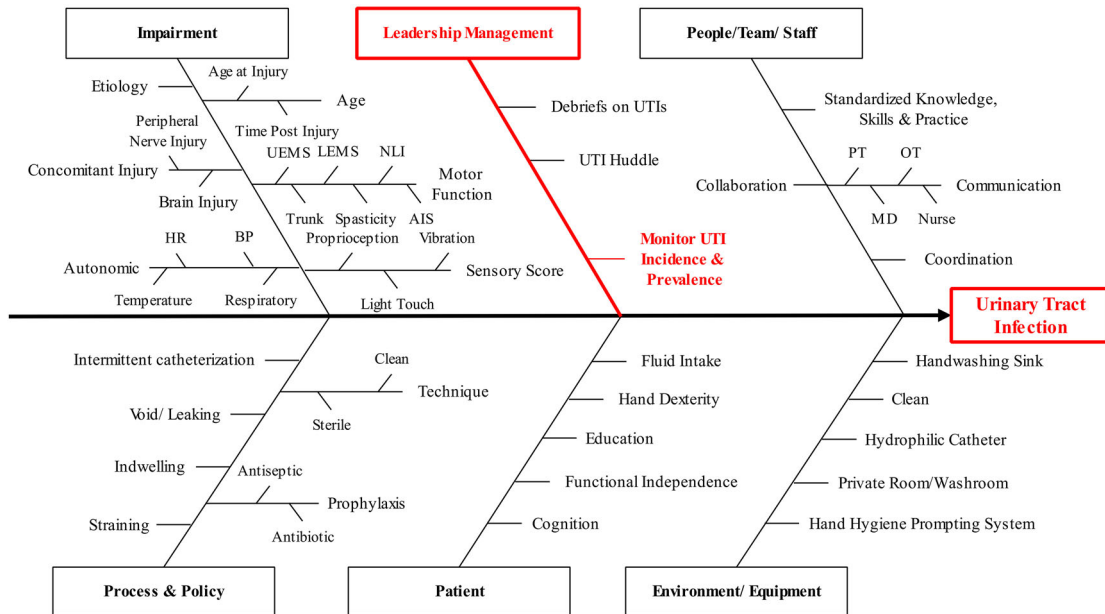 Impairment
Leadership Management
People/Team/ Staff
Etiology
Age at Injury
Age
Time Post Injury
Peripheral
Nerve Injury
Concomitant Injury
Brain Injury
UEMS
LEMS
NLI
Motor
Function
Trunk
Spasticity
AIS
HR
BP
Autonomic
Temperature
Respiratory
Proprioception
Vibration
Sensory Score
Light Touch
Debriefs on UTIs
UTI Huddle
Monitor UTI
Incidence &
Prevalence
Standardized Knowledge,
Skills & Practice
PT
OT
Collaboration
Communication
MD
Nurse
Coordination
Urinary Tract
Infection
Intermittent catheterization
Clean
Technique
Sterile
Void/ Leaking
Indwelling
Antiseptic
Prophylaxis
Antibiotic
Straining
Fluid Intake
Hand Dexterity
Education
Functional Independence
Cognition
Handwashing Sink
Clean
Hydrophilic Catheter
Private Room/Washroom
Hand Hygiene Prompting System
Process & Policy
Patient
Environment/ Equipment